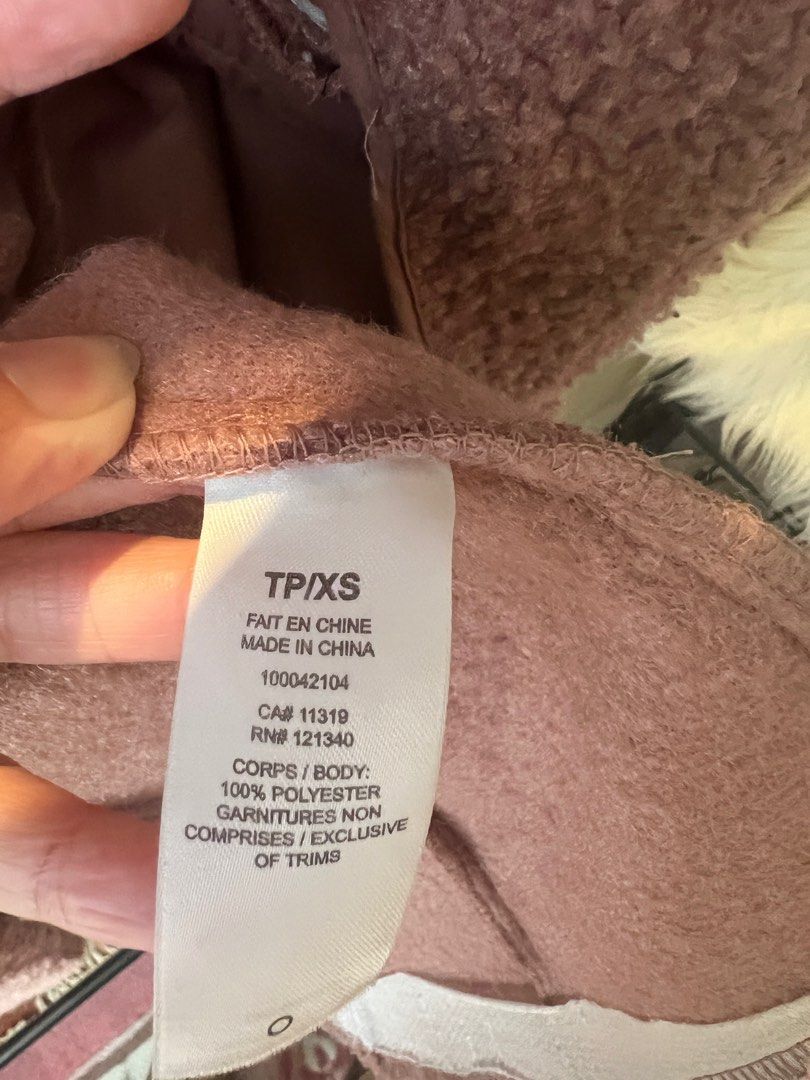 TP/XS
FAIT EN CHINE
MADE IN CHINA
100042104
CA# 11319
RN# 121340
CORPS / BODY:
100% POLYESTER
GARNITURES NON
COMPRISES / EXCLUSIVE
OF TRIMS